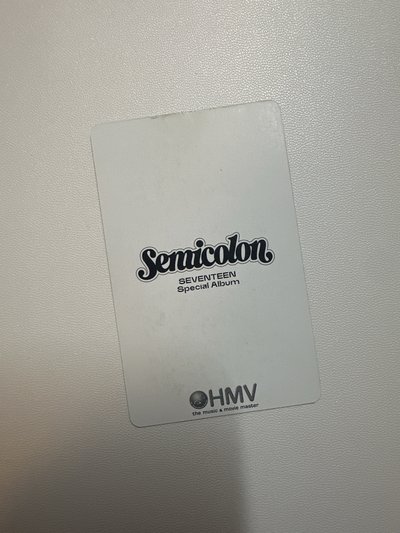 Semicolon
SEVENTEEN
Special Album
HMV
the music & movie master